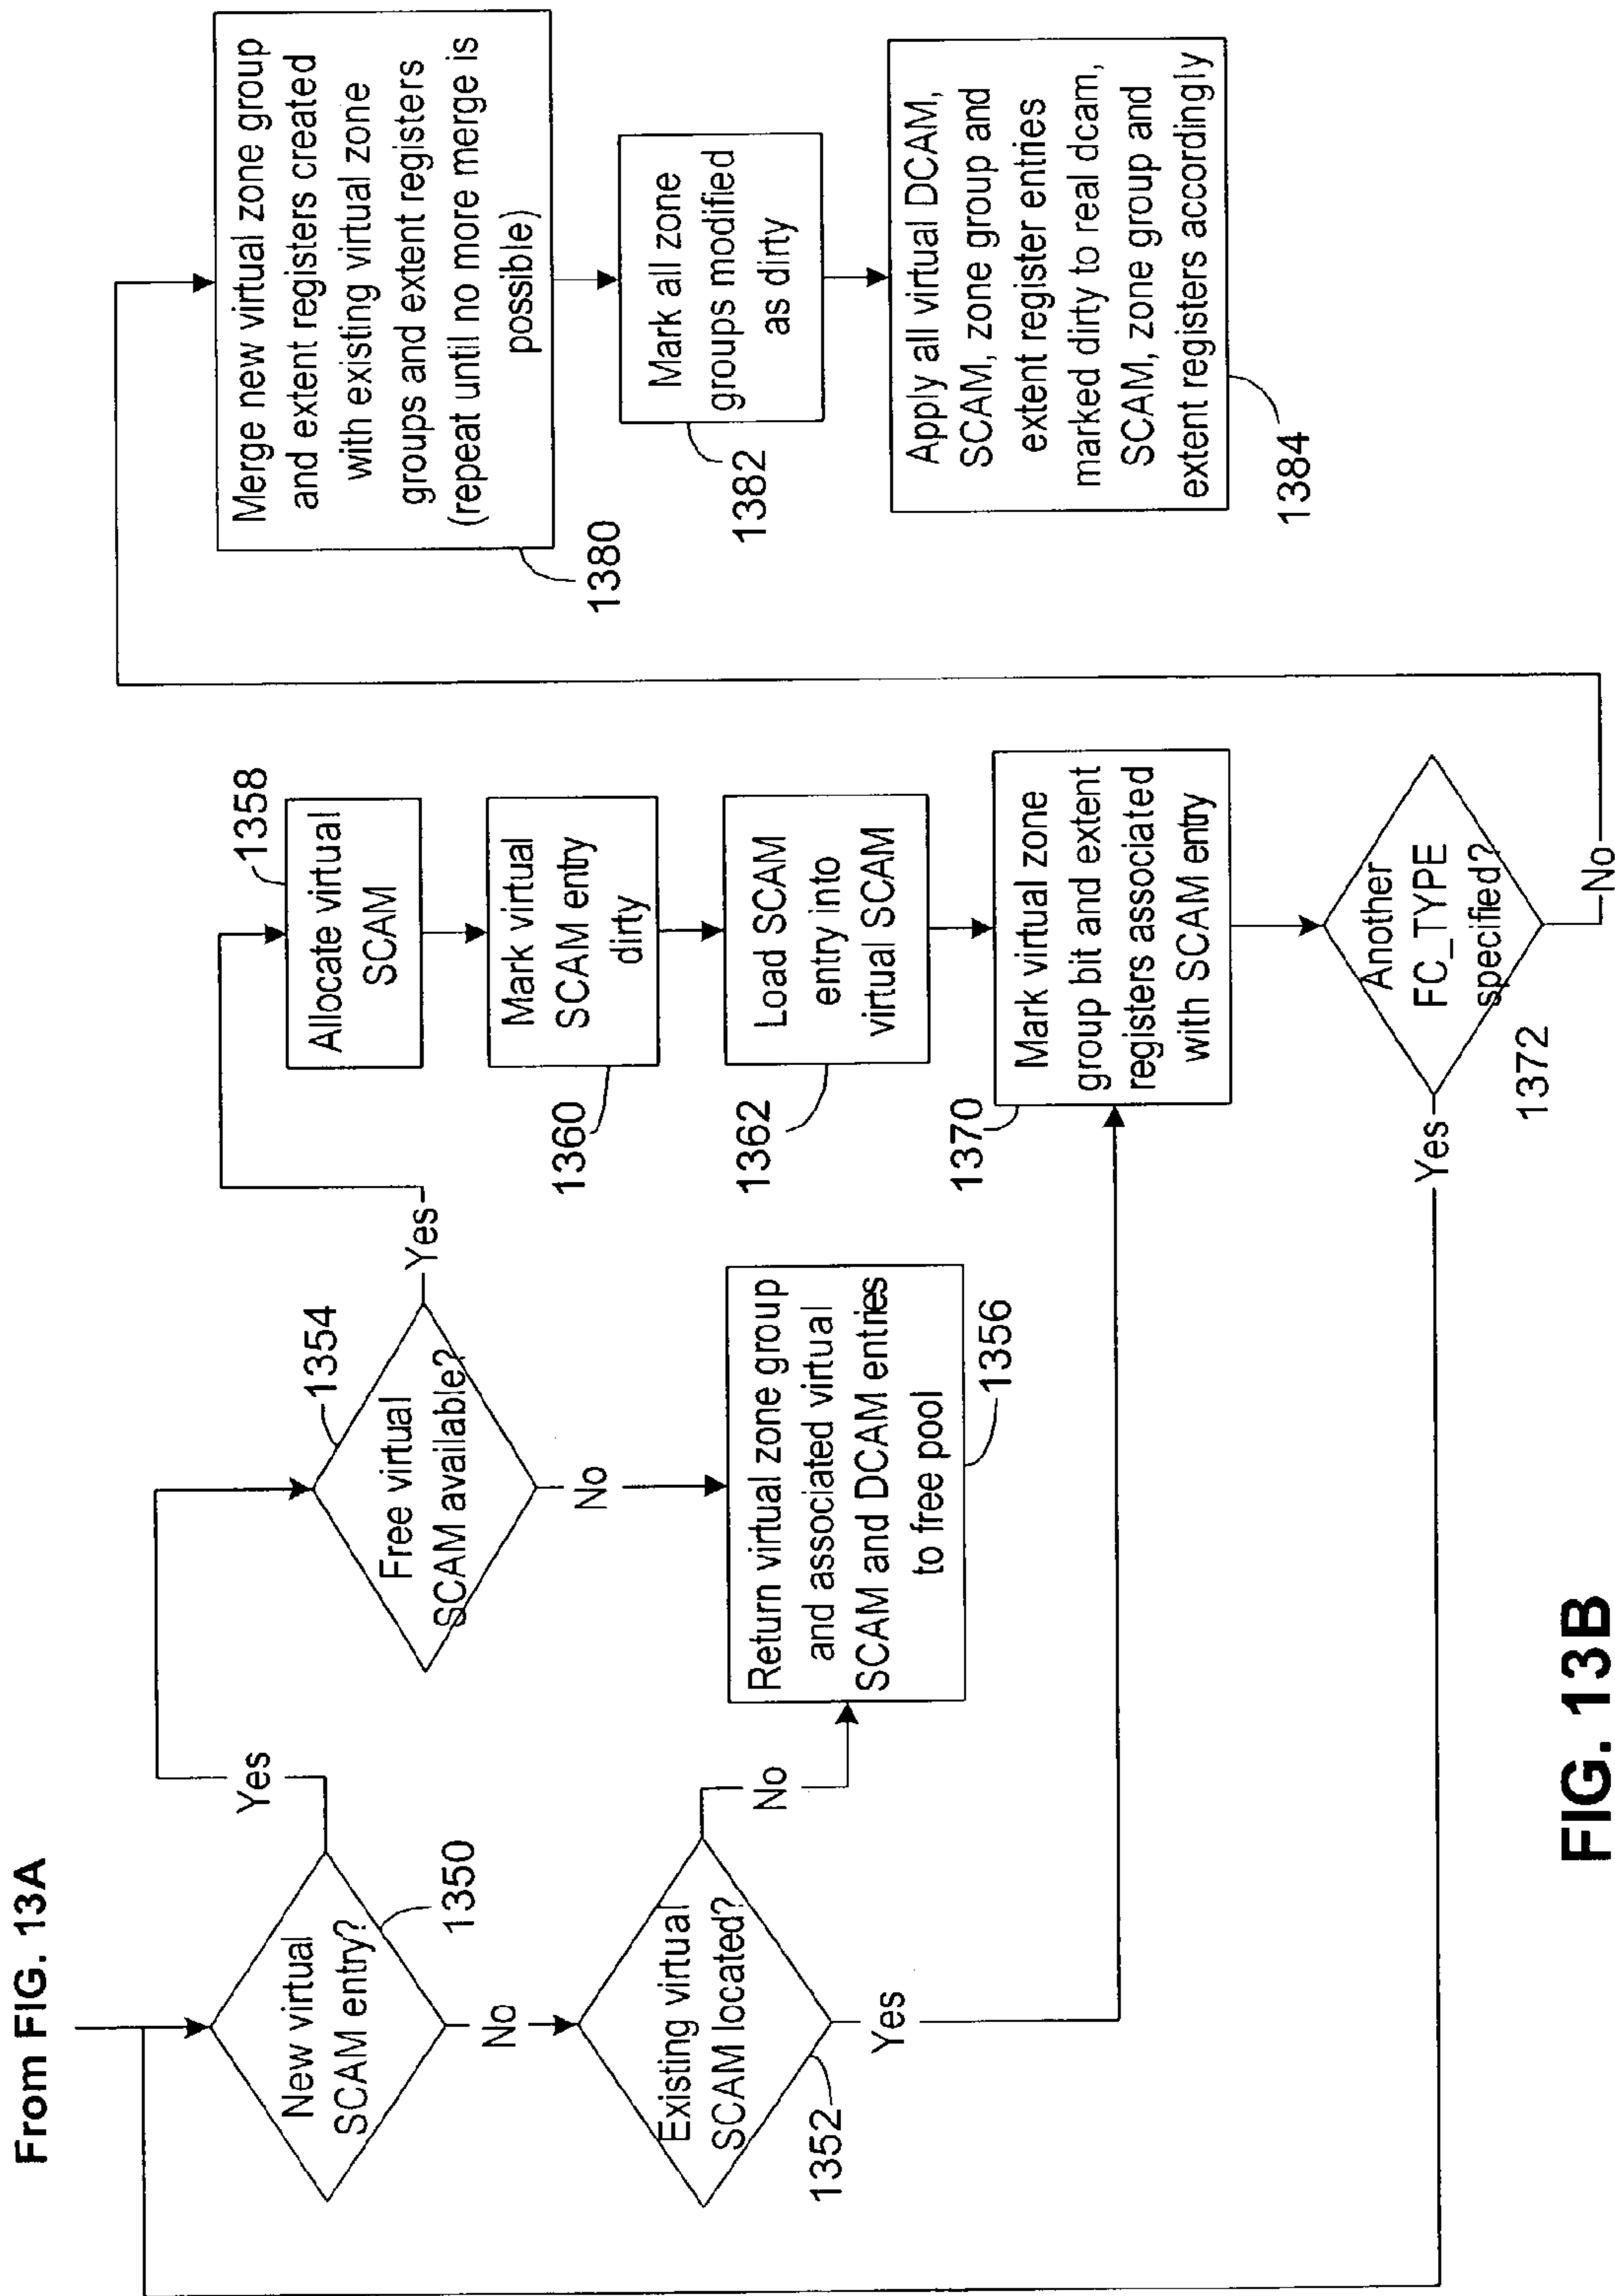 From FIG. 13A
New virtual
SCAM entry?
1350
Yes
No
Existing virtual
SCAM located?
1352
No
Yes
Free virtual
SCAM available?
1354
Yes
No
Return virtual zone group
and associated virtual
SCAM and DCAM entries
to free pool
1356
Allocate virtual
SCAM
1358
Mark virtual
SCAM entry
dirty
1360
Load SCAM
entry into
virtual SCAM
1362
Mark virtual zone
group bit and extent
registers associated
with SCAM entry
1370
Another
FC_TYPE
specified?
1372
Yes
No
Merge new virtual zone group
and extent registers created
with existing virtual zone
groups and extent registers
(repeat until no more merge is
possible)
1380
Mark all zone
groups modified
as dirty
1382
Apply all virtual DCAM,
SCAM, zone group and
extent register entries
marked dirty to real dcam,
SCAM, zone group and
extent registers accordingly
1384
FIG. 13B